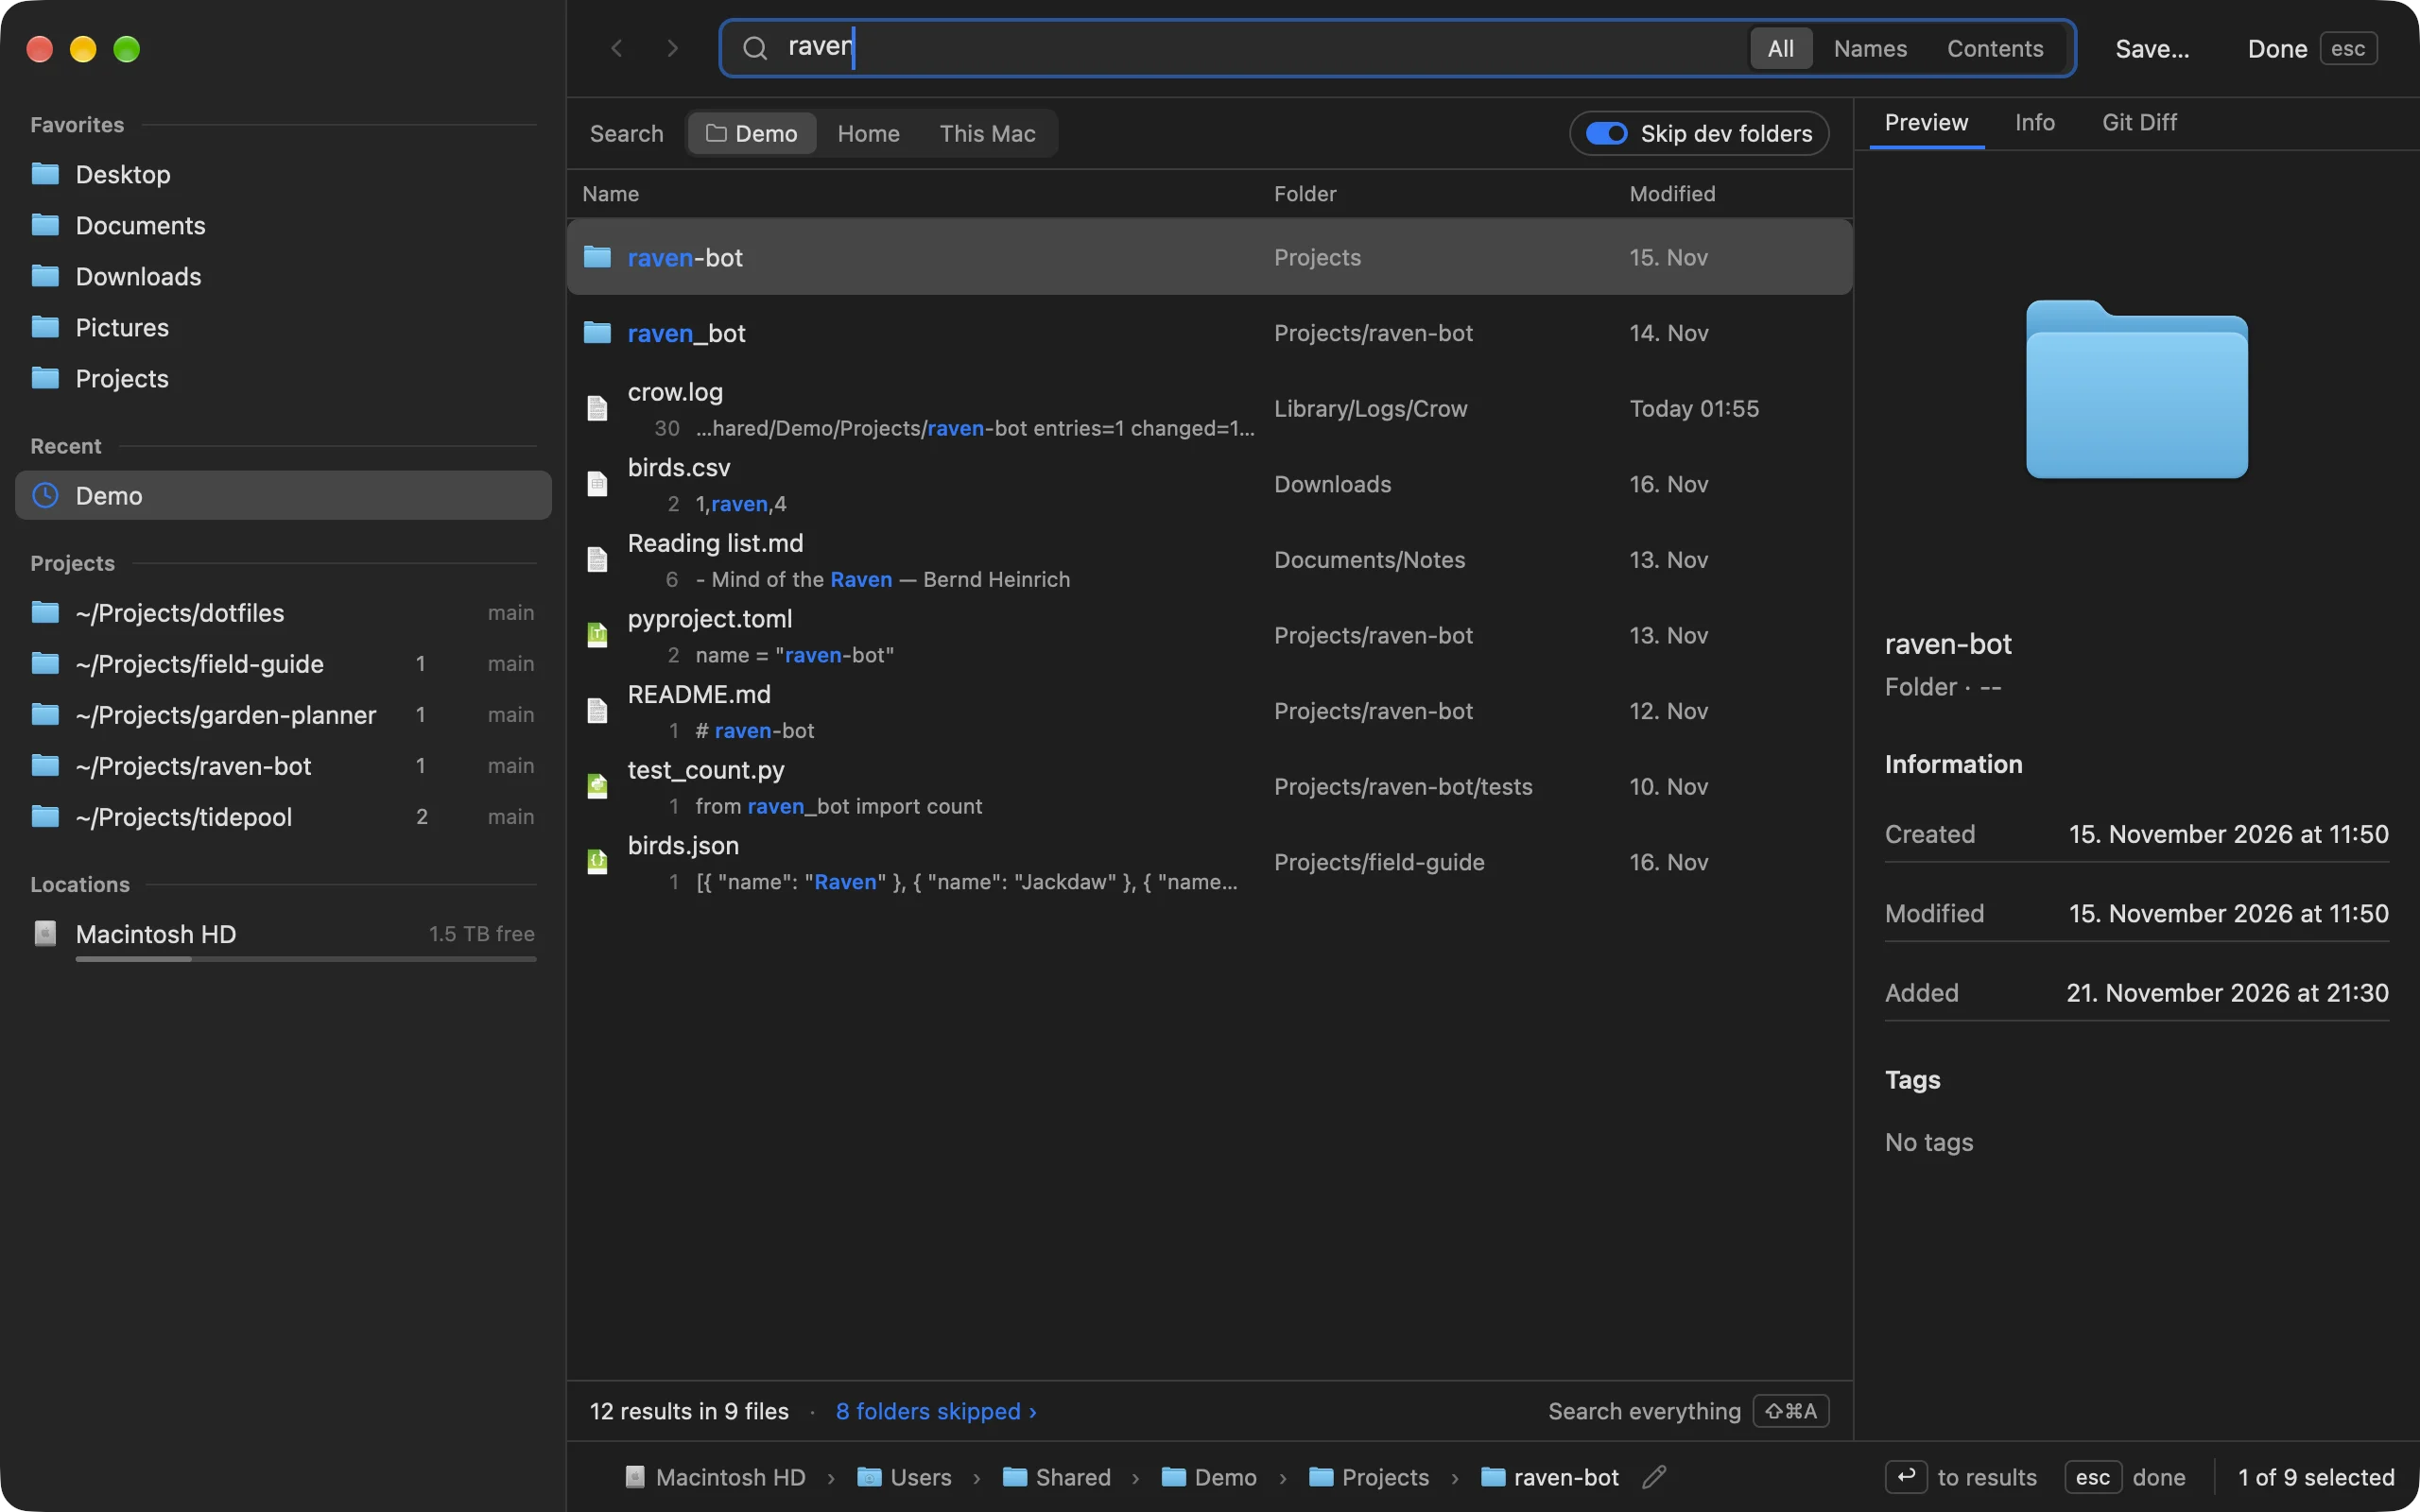 raven
All Names Contents
Save... Done esc
Favorites
Desktop
Documents
Downloads
Pictures
Projects
Recent
Demo
Projects
~/Projects/dotfiles main
~/Projects/field-guide 1 main
~/Projects/garden-planner 1 main
~/Projects/raven-bot 1 main
~/Projects/tidepool 2 main
Locations
Macintosh HD 1.5 TB free
Search Demo Home This Mac Skip dev folders
Name Folder Modified
raven-bot Projects 15. Nov
raven_bot Projects/raven-bot 14. Nov
crow.log Library/Logs/Crow Today 01:55
30 ...hared/Demo/Projects/raven-bot entries=1 changed=1...
birds.csv Downloads 16. Nov
2 1,raven,4
Reading list.md Documents/Notes 13. Nov
6 - Mind of the Raven — Bernd Heinrich
pyproject.toml Projects/raven-bot 13. Nov
2 name = "raven-bot"
README.md Projects/raven-bot 12. Nov
1 # raven-bot
test_count.py Projects/raven-bot/tests 10. Nov
1 from raven_bot import count
birds.json Projects/field-guide 16. Nov
1 [{ "name": "Raven" }, { "name": "Jackdaw" }, { "name...
12 results in 9 files · 8 folders skipped › Search everything ⇧⌘A
Macintosh HD › Users › Shared › Demo › Projects › raven-bot
Preview Info Git Diff
raven-bot
Folder · --
Information
Created 15. November 2026 at 11:50
Modified 15. November 2026 at 11:50
Added 21. November 2026 at 21:30
Tags
No tags
↩ to results esc done 1 of 9 selected